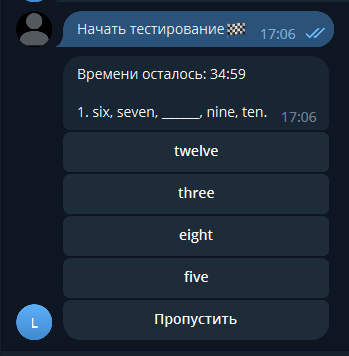 Начать тестирование🏁 17:06
Времени осталось: 34:59
1. six, seven, ______, nine, ten. 17:06
twelve
three
eight
five
L
Пропустить